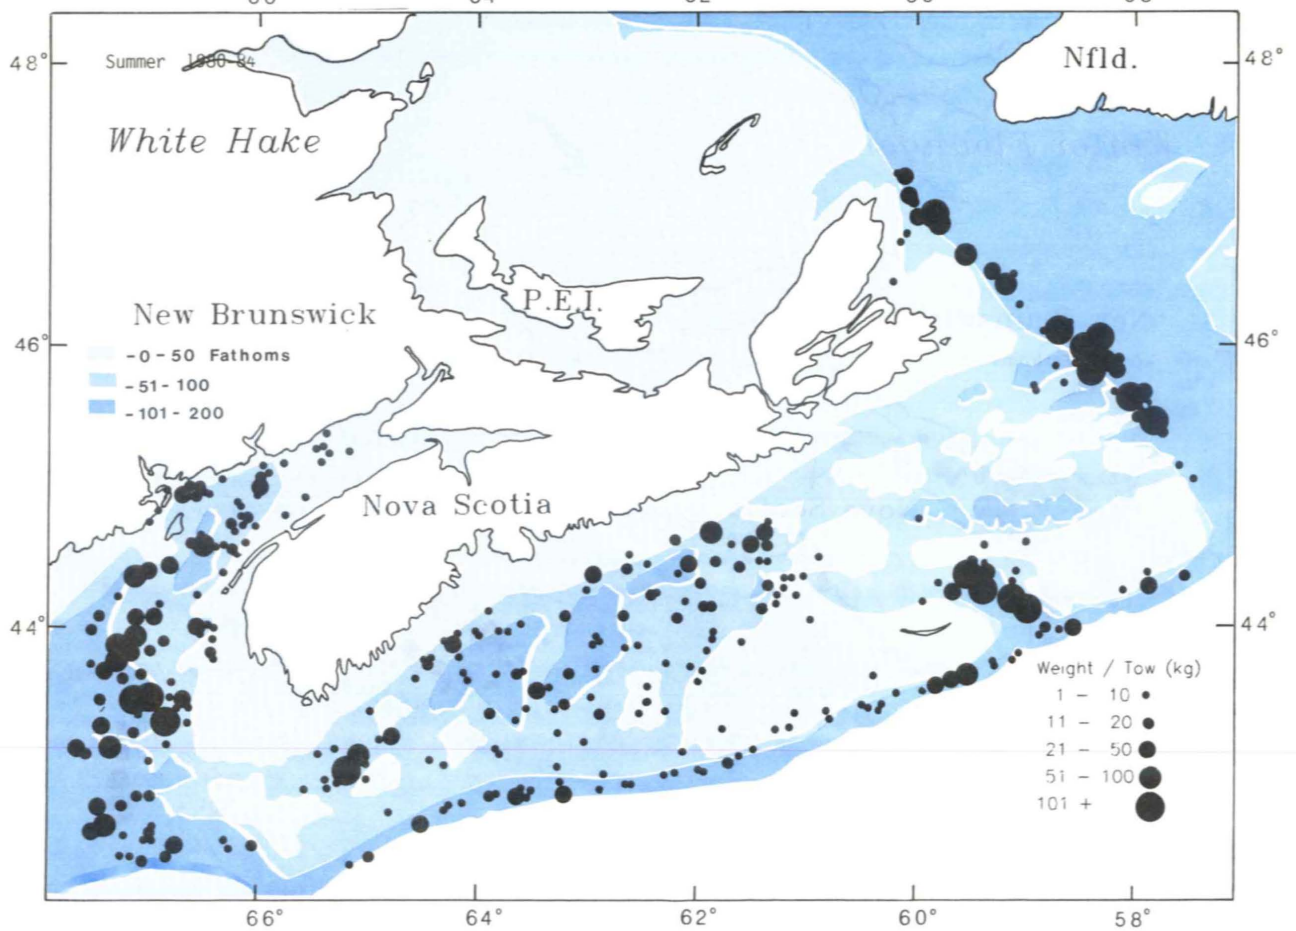 48°
Summer 1980-84
Nfld.
48°
White Hake
New Brunswick
P.E.I.
-0-50 Fathoms
46°
46°
-51-100
-101-200
Nova Scotia
44°
44°
Weight / Tow (kg)
1 - 10
11 - 20
21 - 50
51 - 100
101 +
66°
64°
62°
60°
58°